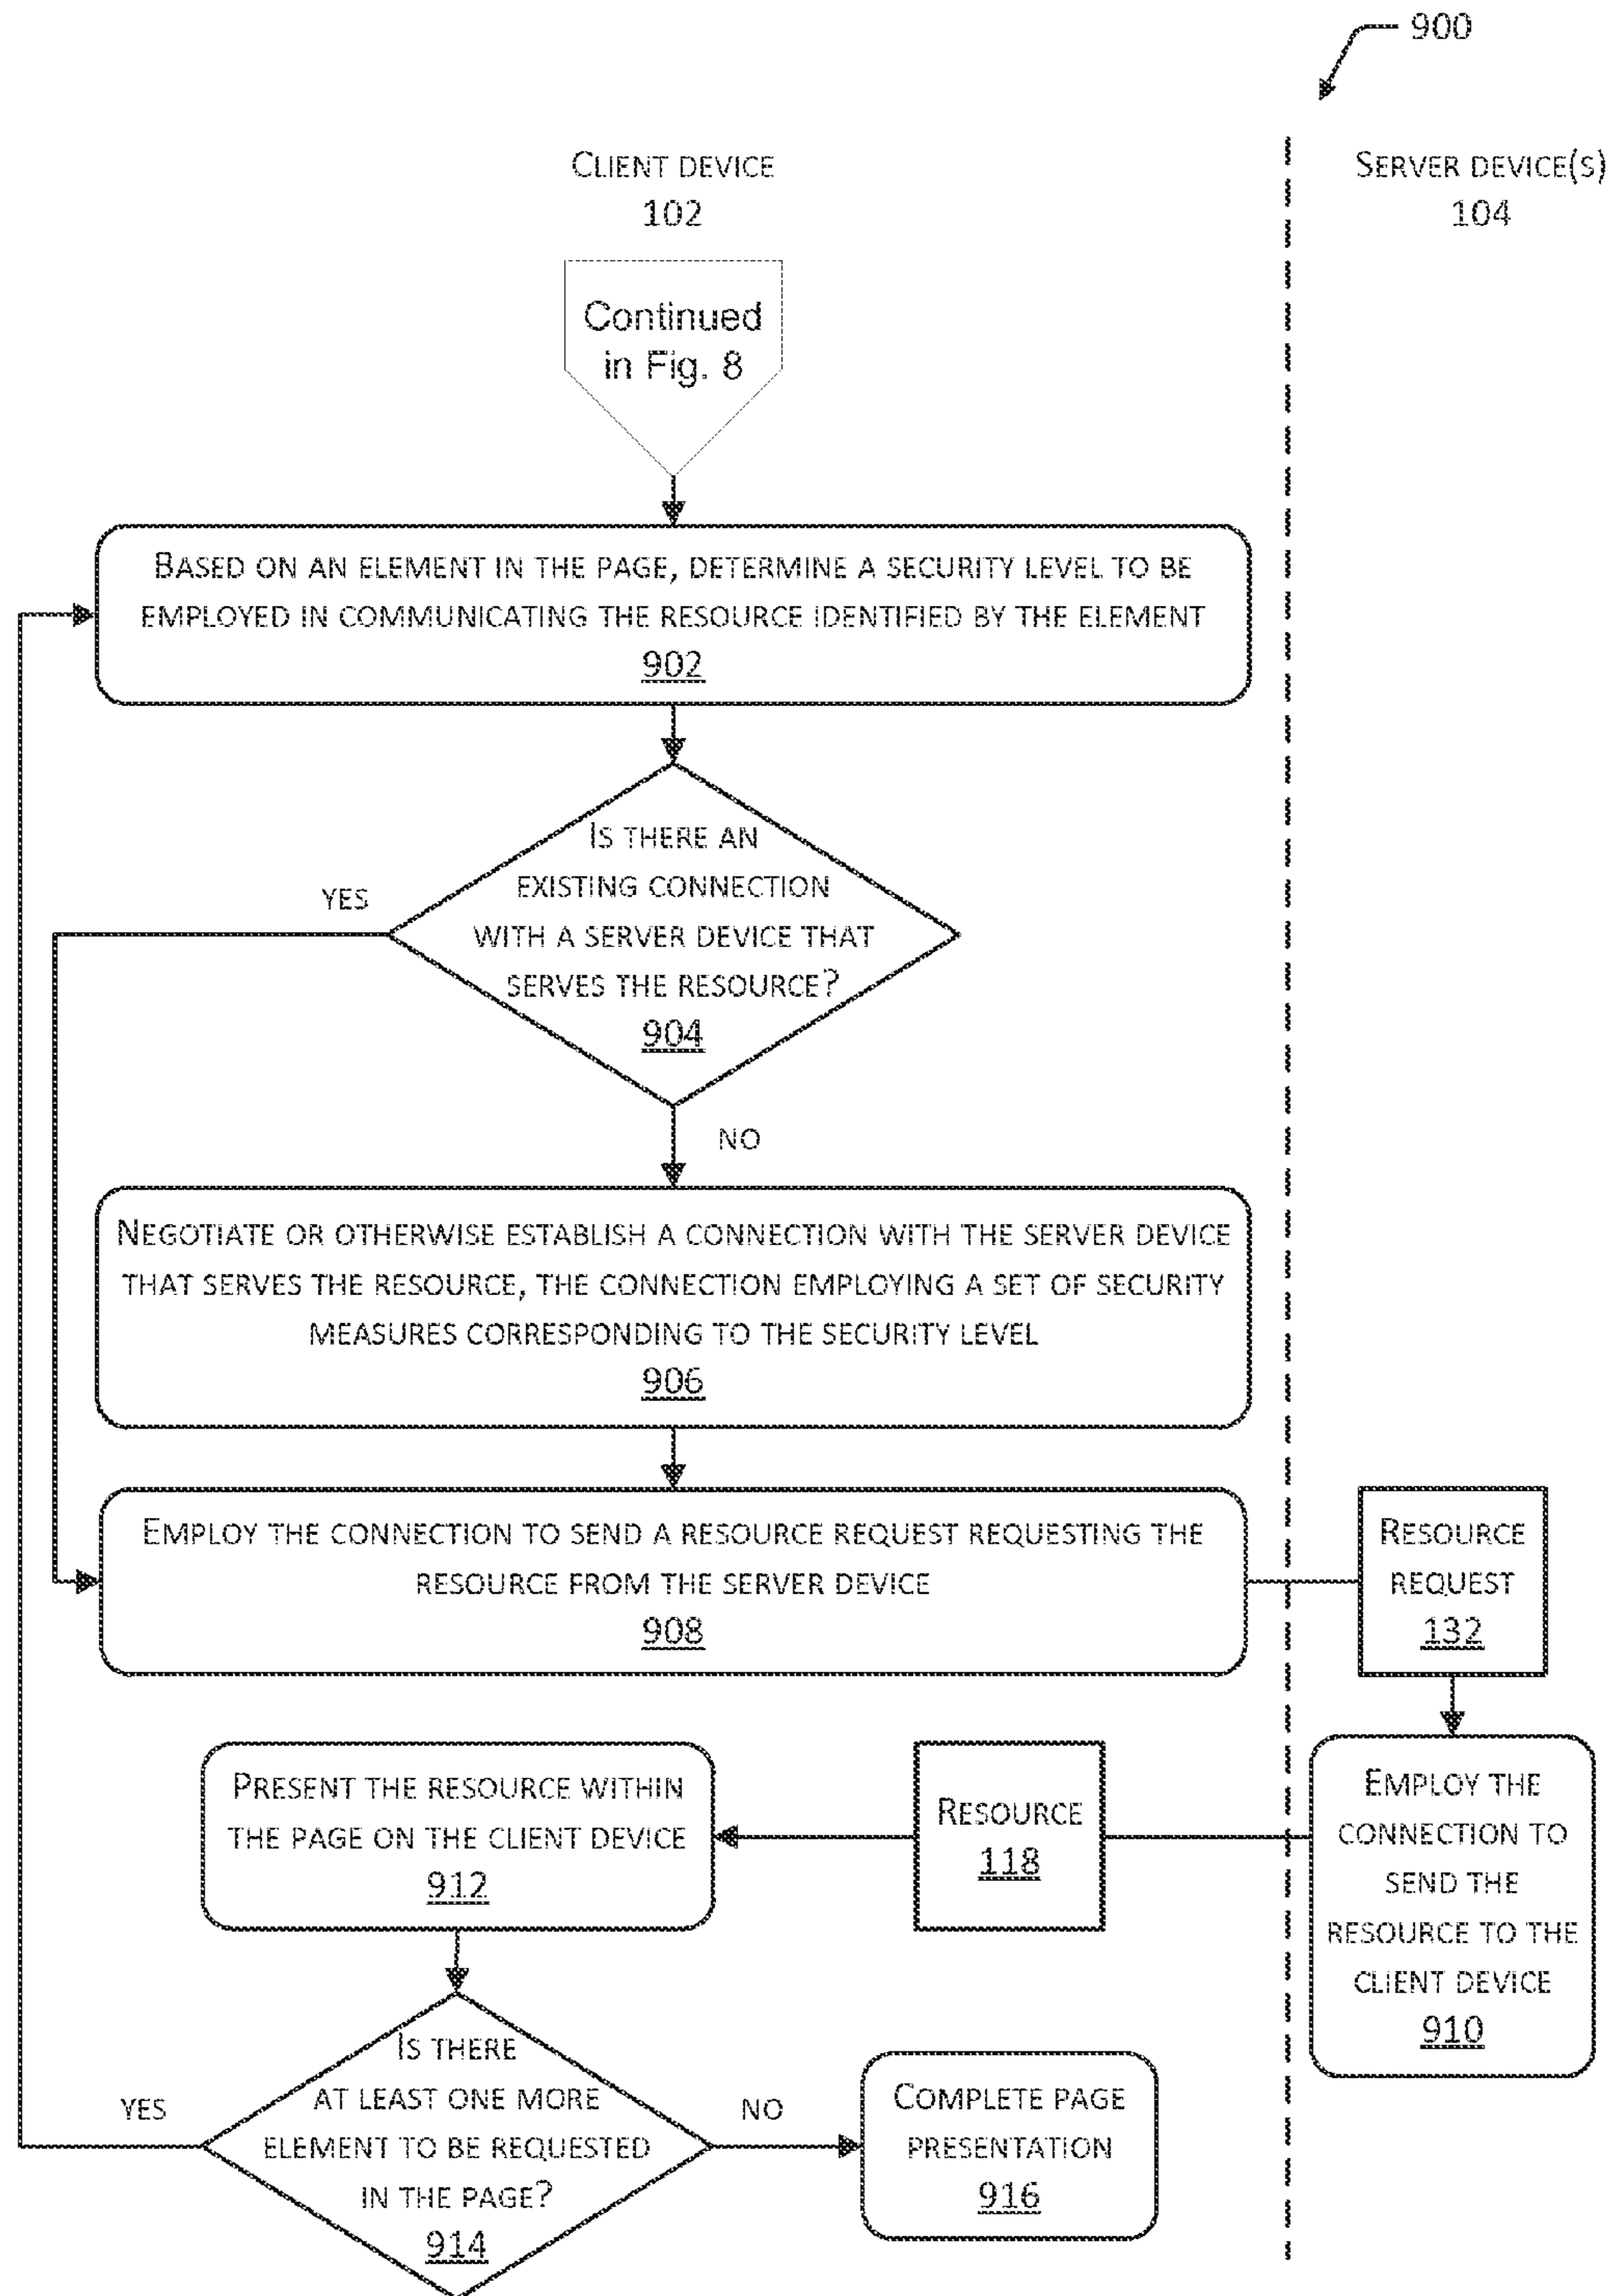 900
CLIENT DEVICE
102
SERVER DEVICE(S)
104
Continued
in Fig. 8
BASED ON AN ELEMENT IN THE PAGE, DETERMINE A SECURITY LEVEL TO BE
EMPLOYED IN COMMUNICATING THE RESOURCE IDENTIFIED BY THE ELEMENT
902
IS THERE AN
EXISTING CONNECTION
WITH A SERVER DEVICE THAT
SERVES THE RESOURCE?
904
YES
NO
NEGOTIATE OR OTHERWISE ESTABLISH A CONNECTION WITH THE SERVER DEVICE
THAT SERVES THE RESOURCE, THE CONNECTION EMPLOYING A SET OF SECURITY
MEASURES CORRESPONDING TO THE SECURITY LEVEL
906
EMPLOY THE CONNECTION TO SEND A RESOURCE REQUEST REQUESTING THE
RESOURCE FROM THE SERVER DEVICE
908
RESOURCE
REQUEST
132
EMPLOY THE
CONNECTION TO
SEND THE
RESOURCE TO THE
CLIENT DEVICE
910
RESOURCE
118
PRESENT THE RESOURCE WITHIN
THE PAGE ON THE CLIENT DEVICE
912
IS THERE
AT LEAST ONE MORE
ELEMENT TO BE REQUESTED
IN THE PAGE?
914
YES
NO
COMPLETE PAGE
PRESENTATION
916